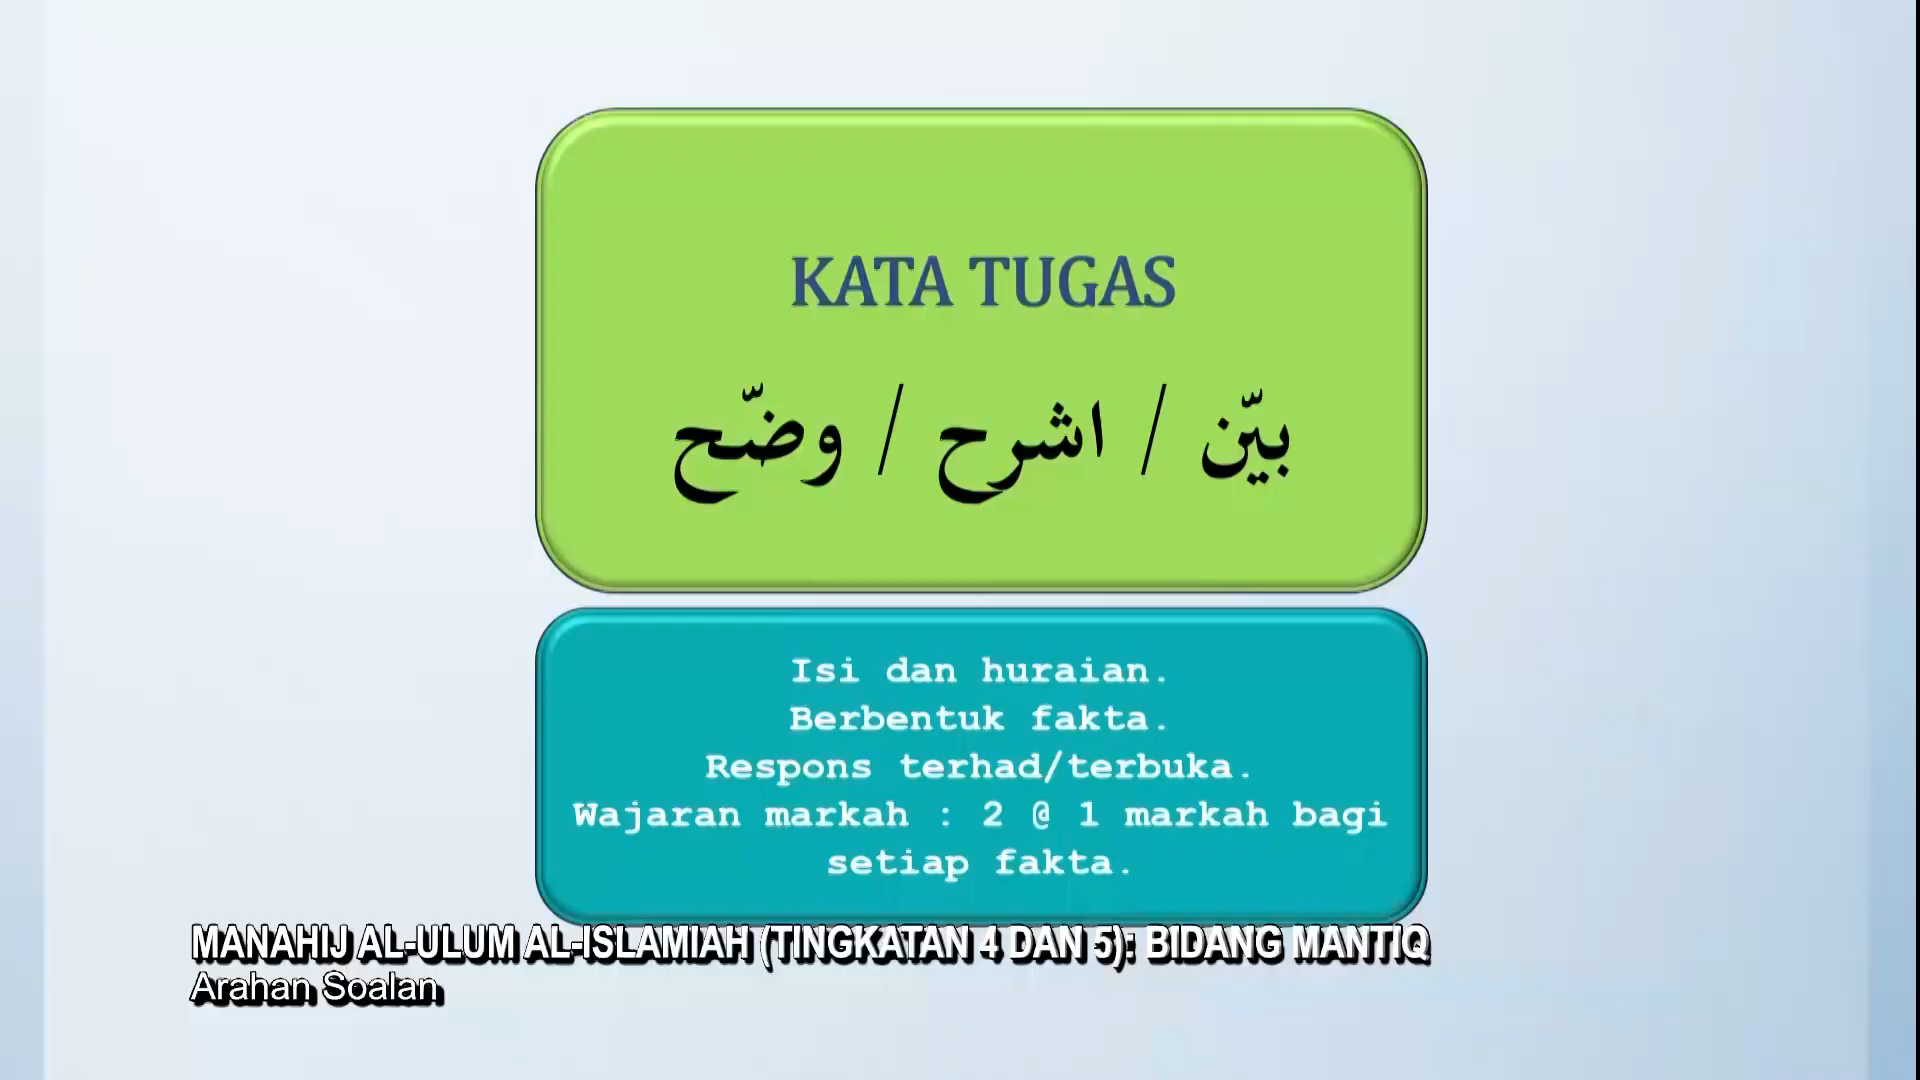 KATA TUGAS
بيّن / اشرح / وضّح
Isi dan huraian.
Berbentuk fakta.
Respons terhad/terbuka.
Wajaran markah : 2 @ 1 markah bagi
setiap fakta.
MANAHIJ AL-ULUM AL-ISLAMIAH (TINGKATAN 4 DAN 5): BIDANG MANTIQ
Arahan Soalan